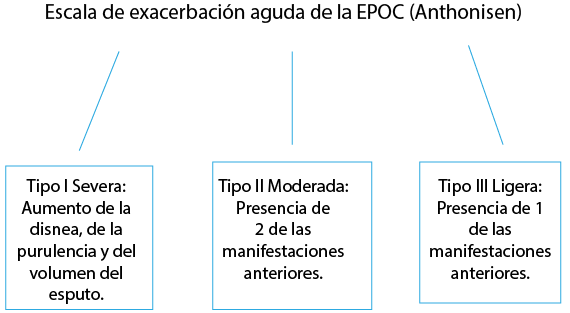 Escala de exacerbación aguda de la EPOC (Anthonisen)
Tipo I Severa:
Aumento de la
disnea, de la
purulencia y del
volumen del
esputo.
Tipo II Moderada:
Presencia de
2 de las
manifestaciones
anteriores.
Tipo III Ligera:
Presencia de 1
de las
manifestaciones
anteriores.